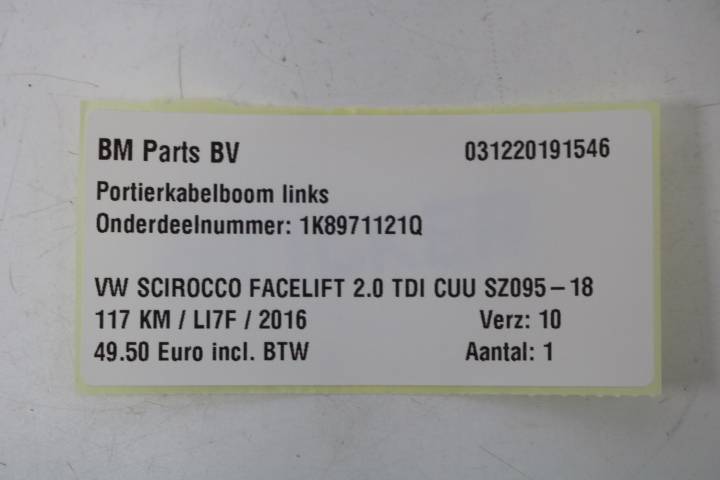 BM Parts BV 031220191546
Portierkabelboom links
Onderdeelnummer: 1K8971121Q
VW SCIROCCO FACELIFT 2.0 TDI CUU SZ095-18
117 KM / LI7F / 2016 Verz: 10
49.50 Euro incl. BTW Aantal: 1